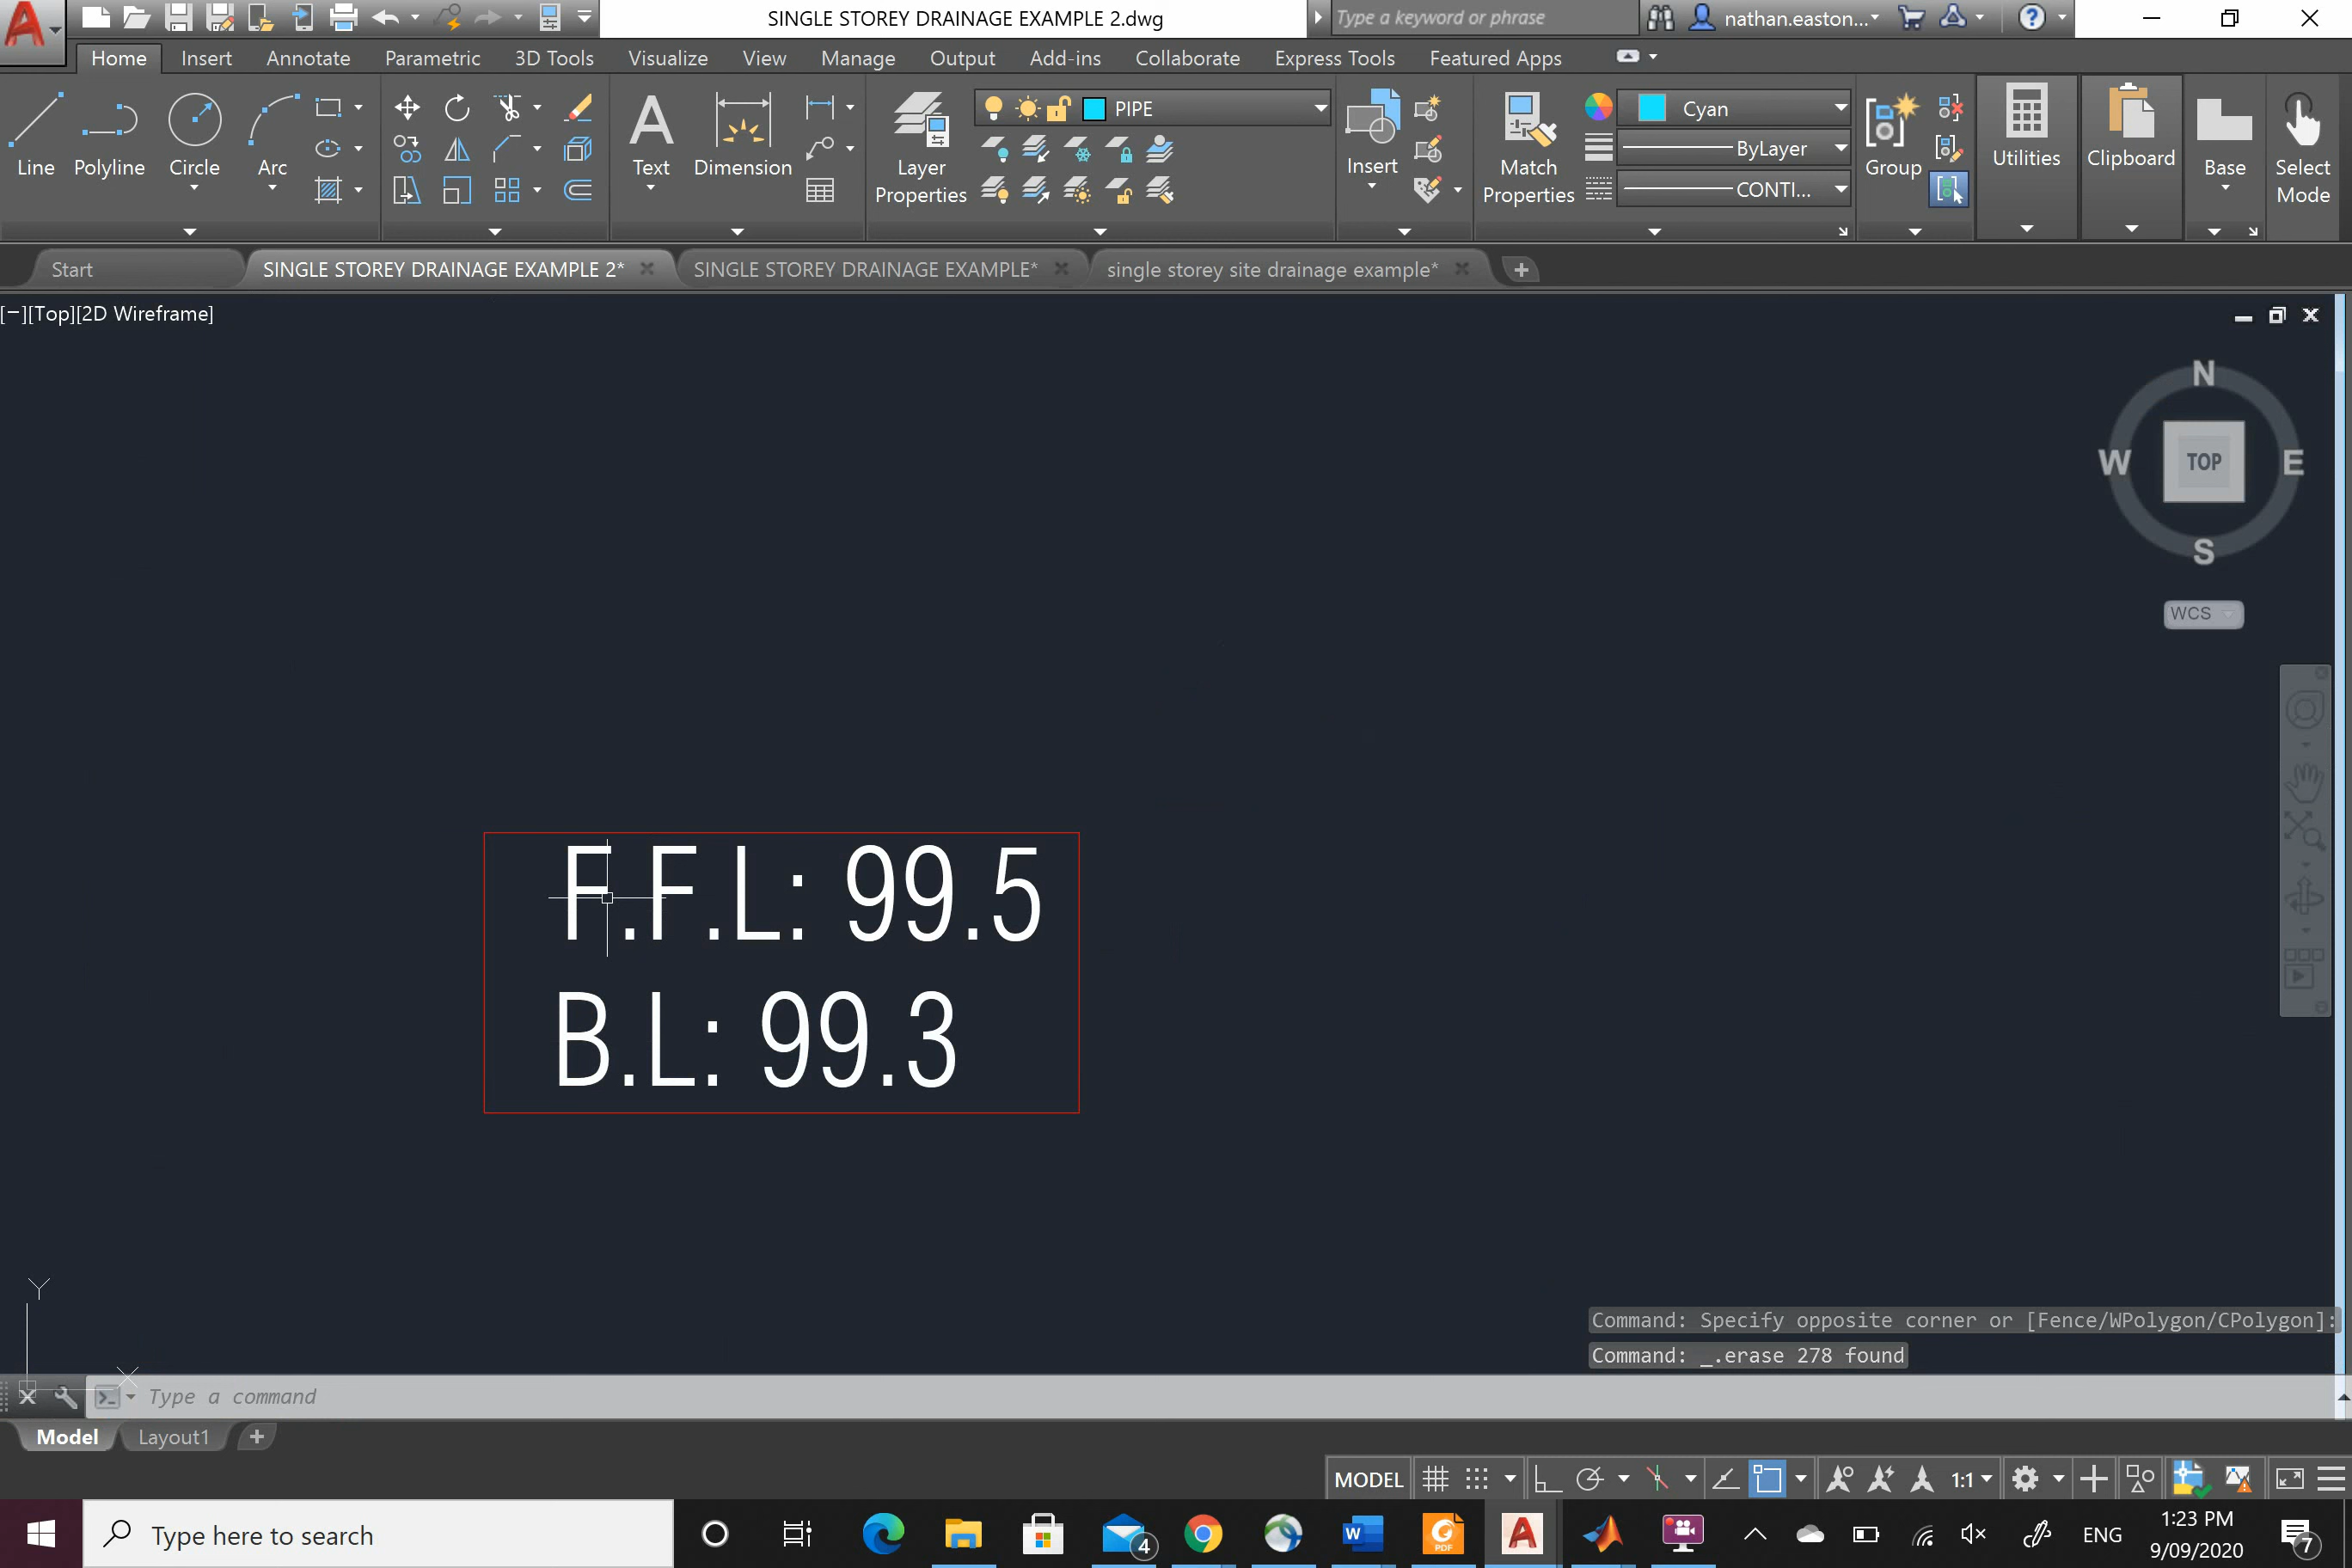 SINGLE STOREY DRAINAGE EXAMPLE 2.dwg
Type a keyword or phrase
nathan.easton...
Home Insert Annotate Parametric 3D Tools Visualize View Manage Output Add-ins Collaborate Express Tools Featured Apps
PIPE
Cyan
ByLayer
CONTI...
Line Polyline Circle Arc
Text Dimension
Layer Properties
Insert
Match Properties
Group
Utilities
Clipboard
Base
Select Mode
Start
SINGLE STOREY DRAINAGE EXAMPLE 2*
SINGLE STOREY DRAINAGE EXAMPLE*
single storey site drainage example*
[−][Top][2D Wireframe]
N
W TOP E
S
WCS
F.F.L: 99.5
B.L: 99.3
Y
X
Command: Specify opposite corner or [Fence/WPolygon/CPolygon]:
Command: _.erase 278 found
Type a command
Model Layout1
MODEL 1:1
Type here to search
4
W
PDF
ENG
1:23 PM
9/09/2020
7